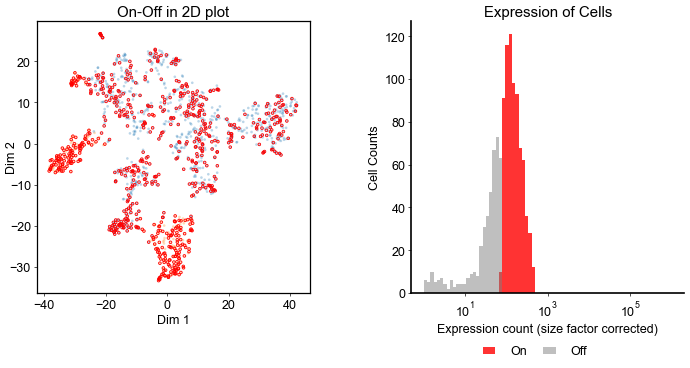 On-Off in 2D plot
Dim 2
20
10
0
−10
−20
−30
−40
−20
0
20
40
Dim 1
Expression of Cells
Cell Counts
120
100
80
60
40
20
0
10^1
10^3
10^5
Expression count (size factor corrected)
On
Off